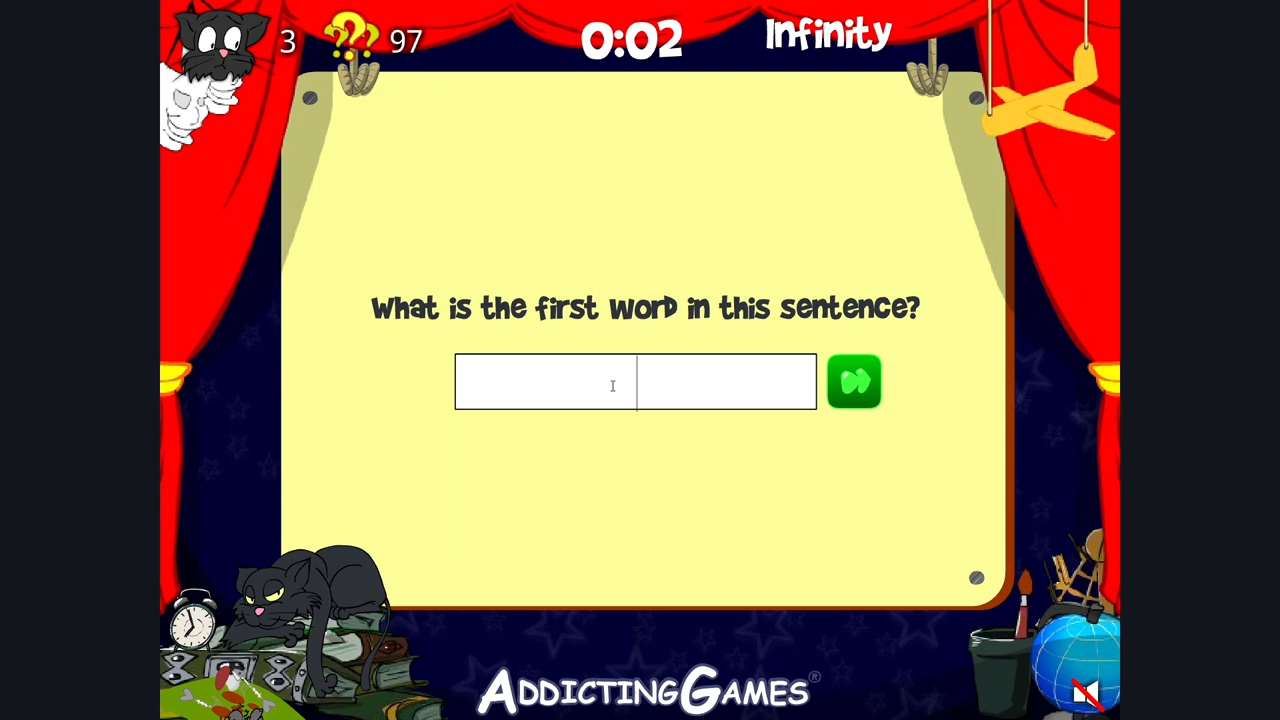 3
97
0:02
Infinity
What is the first word in this sentence?
AddictingGames®